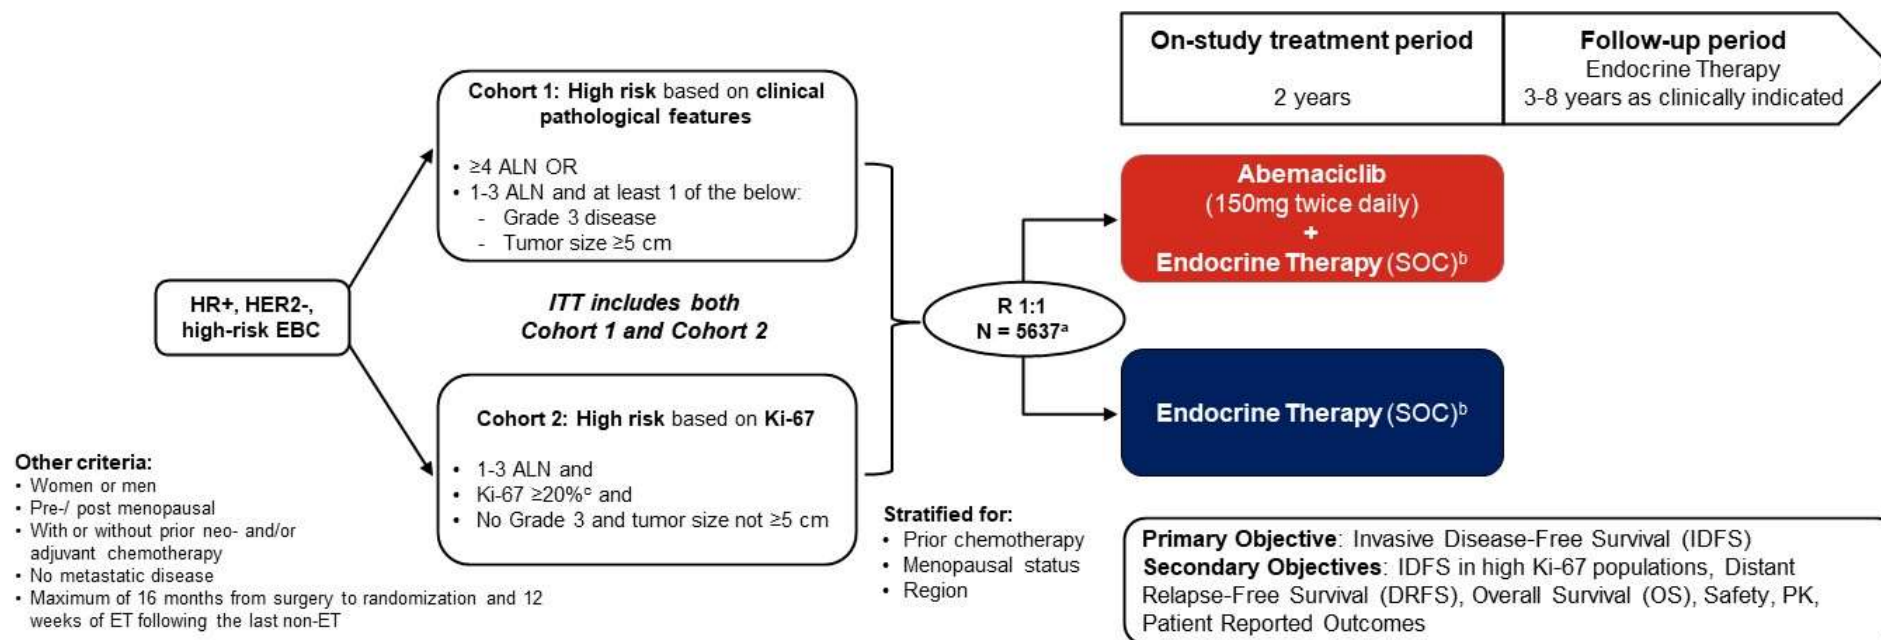 On-study treatment period
2 years
Follow-up period
Endocrine Therapy
3-8 years as clinically indicated
Cohort 1: High risk based on clinical
pathological features
• ≥4 ALN OR
• 1-3 ALN and at least 1 of the below:
- Grade 3 disease
- Tumor size ≥5 cm
HR+, HER2-,
high-risk EBC
ITT includes both
Cohort 1 and Cohort 2
Cohort 2: High risk based on Ki-67
• 1-3 ALN and
• Ki-67 ≥20%ᶜ and
• No Grade 3 and tumor size not ≥5 cm
R 1:1
N = 5637ᵃ
Abemaciclib
(150mg twice daily)
+
Endocrine Therapy (SOC)ᵇ
Endocrine Therapy (SOC)ᵇ
Other criteria:
• Women or men
• Pre-/ post menopausal
• With or without prior neo- and/or
adjuvant chemotherapy
• No metastatic disease
• Maximum of 16 months from surgery to randomization and 12
weeks of ET following the last non-ET
Stratified for:
• Prior chemotherapy
• Menopausal status
• Region
Primary Objective: Invasive Disease-Free Survival (IDFS)
Secondary Objectives: IDFS in high Ki-67 populations, Distant
Relapse-Free Survival (DRFS), Overall Survival (OS), Safety, PK,
Patient Reported Outcomes